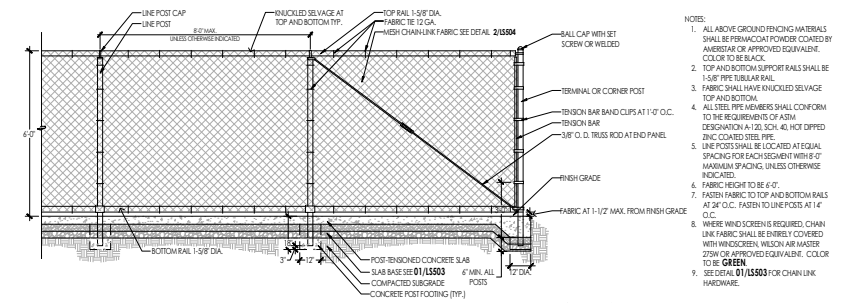 LINE POST CAP
LINE POST
8'-0" MAX.
UNLESS OTHERWISE INDICATED
KNUCKLED SELVAGE AT
TOP AND BOTTOM TYP.
TOP RAIL 1-5/8" DIA.
FABRIC TIE 12 GA.
MESH CHAIN-LINK FABRIC SEE DETAIL 2/LS504
BALL CAP WITH SET
SCREW OR WELDED
TERMINAL OR CORNER POST
TENSION BAR BAND CLIPS AT 1'-0" O.C.
TENSION BAR
3/8" O. D. TRUSS ROD AT END PANEL
FINISH GRADE
FABRIC AT 1-1/2" MAX. FROM FINISH GRADE
6'-0"
3'-0"
BOTTOM RAIL 1-5/8" DIA.
3"
12"
POST-TENSIONED CONCRETE SLAB
SLAB BASE SEE 01/LS503
COMPACTED SUBGRADE
CONCRETE POST FOOTING (TYP.)
6" MIN. ALL
POSTS
12" DIA.
NOTES:
1. ALL ABOVE GROUND FENCING MATERIALS
SHALL BE PERMACOAT POWDER COATED BY
AMERISTAR OR APPROVED EQUIVALENT.
COLOR TO BE BLACK.
2. TOP AND BOTTOM SUPPORT RAILS SHALL BE
1-5/8" PIPE TUBULAR RAIL.
3. FABRIC SHALL HAVE KNUCKLED SELVAGE
TOP AND BOTTOM.
4. ALL STEEL PIPE MEMBERS SHALL CONFORM
TO THE REQUIREMENTS OF ASTM
DESIGNATION A-120, SCH. 40, HOT DIPPED
ZINC COATED STEEL PIPE.
5. LINE POSTS SHALL BE LOCATED AT EQUAL
SPACING FOR EACH SEGMENT WITH 8'-0"
MAXIMUM SPACING, UNLESS OTHERWISE
INDICATED.
6. FABRIC HEIGHT TO BE 6'-0".
7. FASTEN FABRIC TO TOP AND BOTTOM RAILS
AT 24" O.C. FASTEN TO LINE POSTS AT 14"
O.C.
8. WHERE WIND SCREEN IS REQUIRED, CHAIN
LINK FABRIC SHALL BE ENTIRELY COVERED
WITH WINDSCREEN, WILSON AIR MASTER
275W OR APPROVED EQUIVALENT. COLOR
TO BE GREEN.
9. SEE DETAIL 01/LS503 FOR CHAIN LINK
HARDWARE.